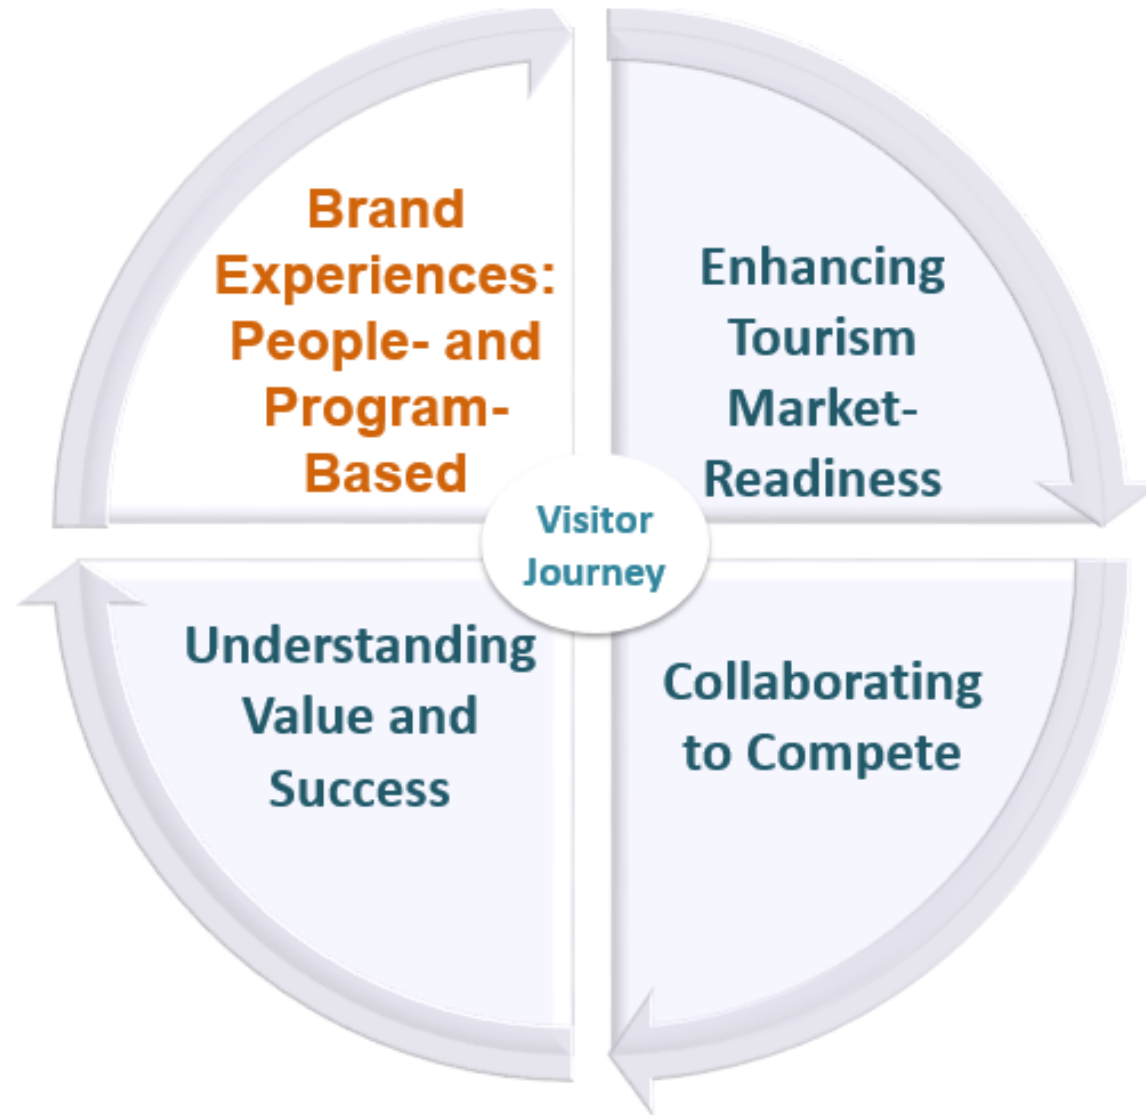 Brand
Experiences:
People- and
Program-
Based
Enhancing
Tourism
Market-
Readiness
Visitor
Journey
Understanding
Value and
Success
Collaborating
to Compete